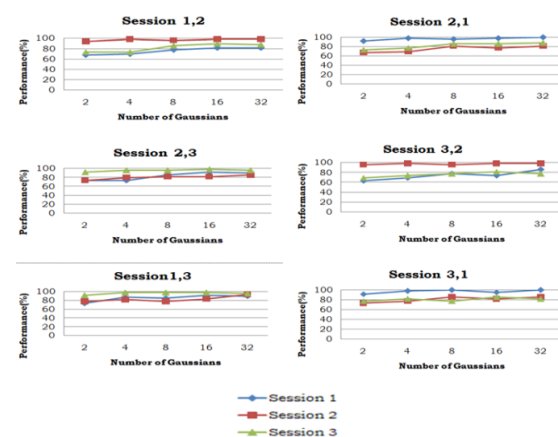 Session 1,2
Performance(%)
100
80
60
40
20
0
2 4 8 16 32
Number of Gaussians
Session 2,1
Performance(%)
100
80
60
40
20
0
2 4 8 16 32
Number of Gaussians
Session 2,3
Performance(%)
100
80
60
40
20
0
2 4 8 16 32
Number of Gaussians
Session 3,2
Performance(%)
100
80
60
40
20
0
2 4 8 16 32
Number of Gaussians
Session1,3
Performance(%)
100
80
60
40
20
0
2 4 8 16 32
Number of Gaussians
Session 3,1
Performance(%)
100
80
60
40
20
0
2 4 8 16 32
Number of Gaussians
Session 1
Session 2
Session 3